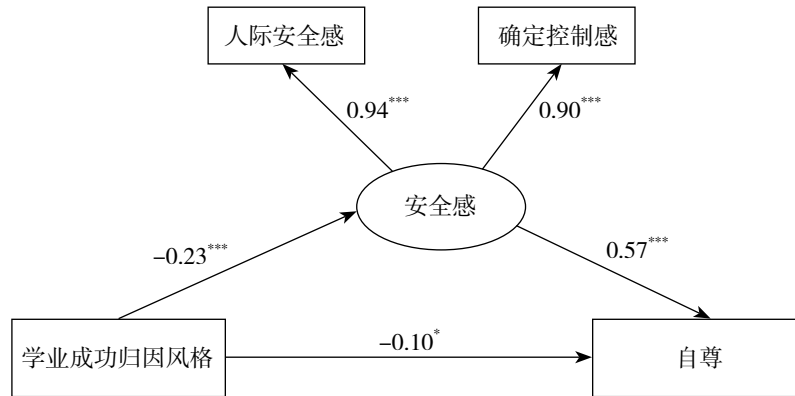 人际安全感
确定控制感
0.94***
0.90***
安全感
-0.23***
0.57***
学业成功归因风格
-0.10*
自尊